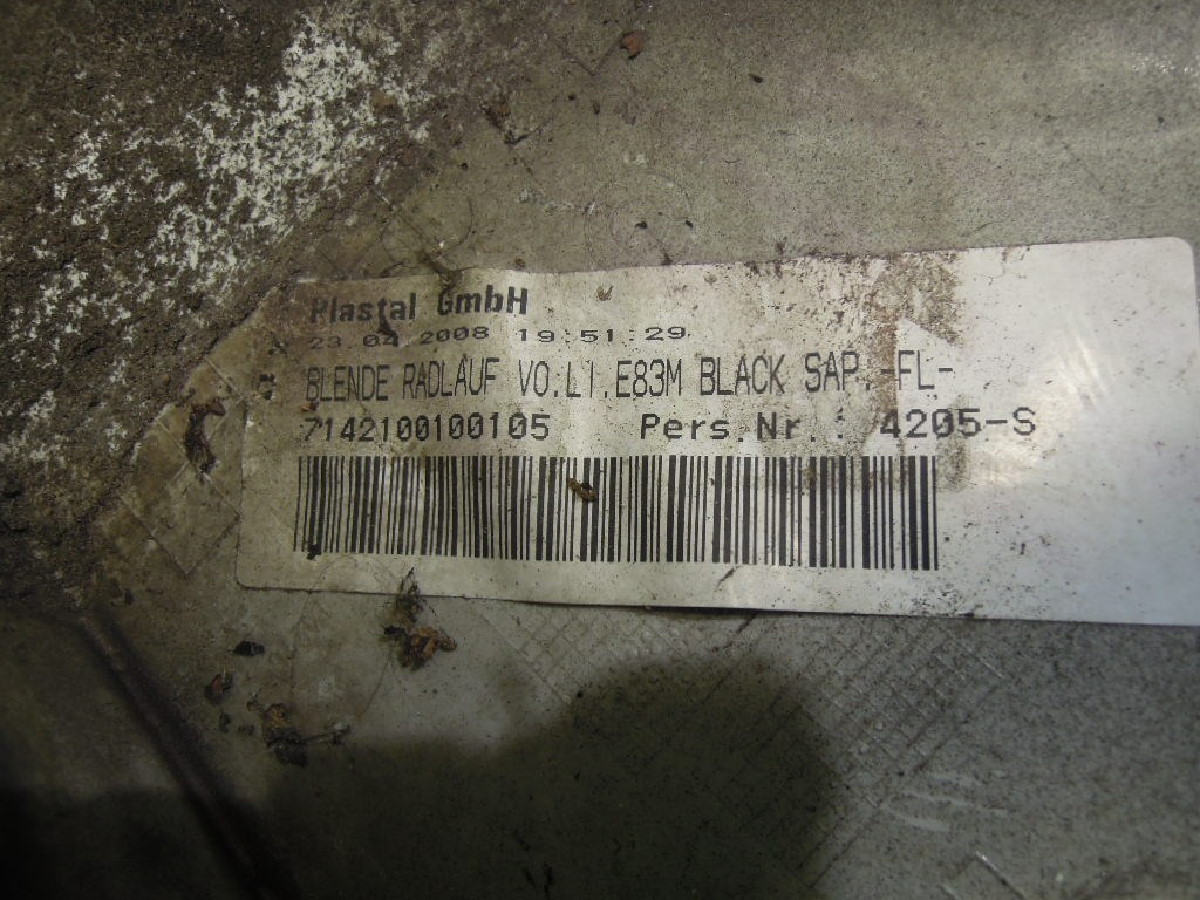 Plastal GmbH
23.04.2008 19:51:29
BLENDE RADLAUF VO.LI.E83M BLACK SAP. -FL-
7142100100105 Pers.Nr.: 4205-S